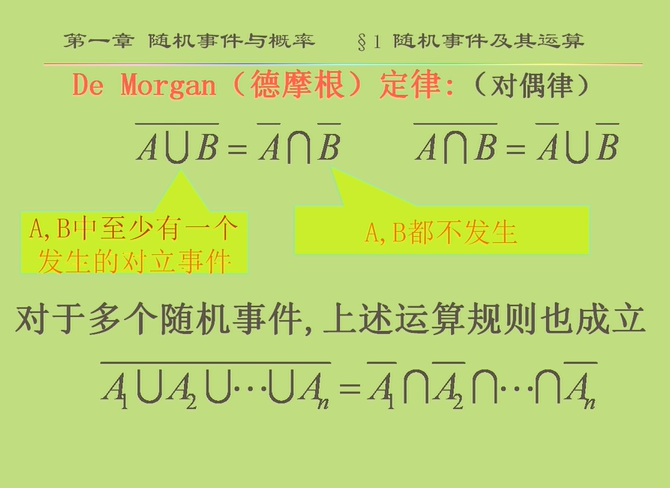 第一章 随机事件与概率 §1 随机事件及其运算
De Morgan（德摩根）定律:（对偶律）
$\overline{A \cup B} = \overline{A} \cap \overline{B}$ $\overline{A \cap B} = \overline{A} \cup \overline{B}$
A,B中至少有一个
发生的对立事件
A,B都不发生
对于多个随机事件,上述运算规则也成立
$\overline{A_1 \cup A_2 \cup \cdots \cup A_n} = \overline{A_1} \cap \overline{A_2} \cap \cdots \cap \overline{A_n}$